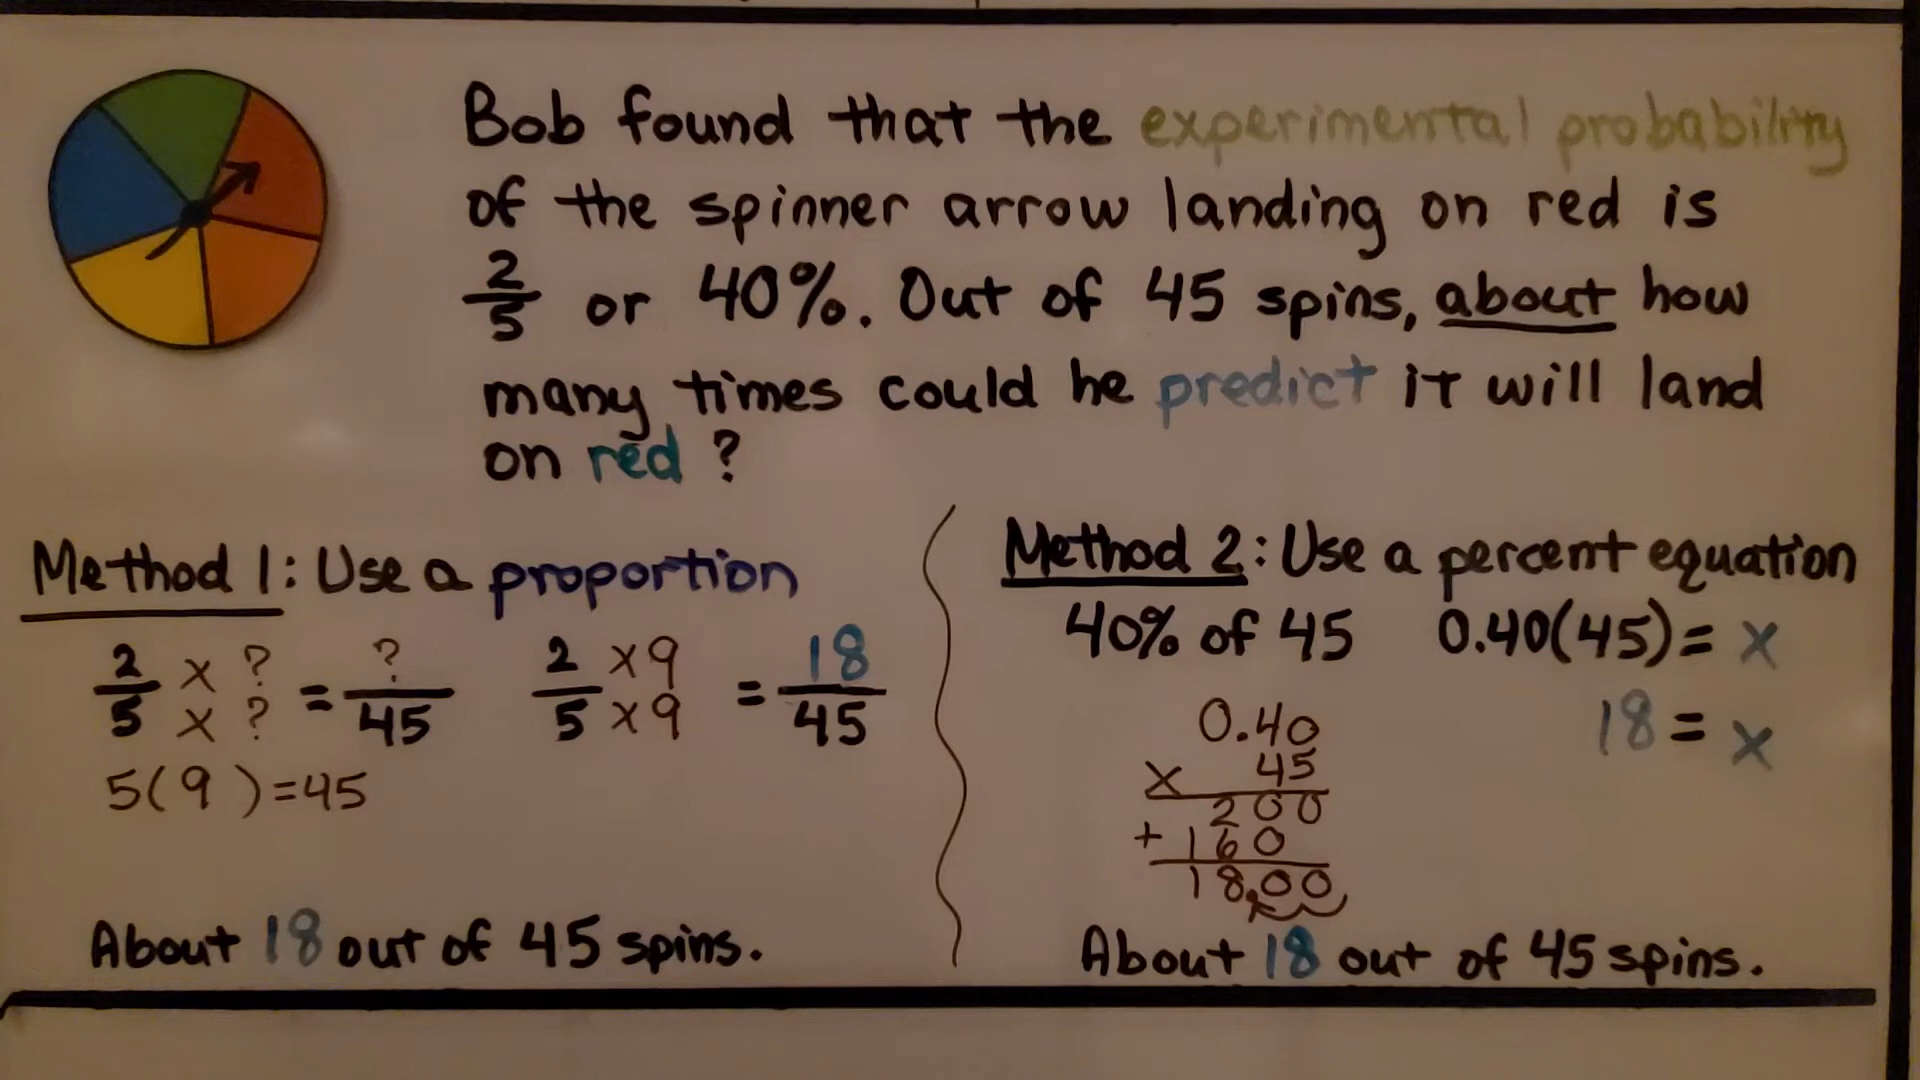 Bob found that the experimental probability
of the spinner arrow landing on red is
2/5 or 40%. Out of 45 spins, about how
many times could he predict it will land
on red?
Method 1: Use a proportion
2/5 x ?/x ? = ?/45
2/5 x9/x9 = 18/45
5(9)=45
About 18 out of 45 spins.
Method 2: Use a percent equation
40% of 45 0.40(45)= x
18 = x
0.40
x 45
200
+ 160
18.00
About 18 out of 45 spins.